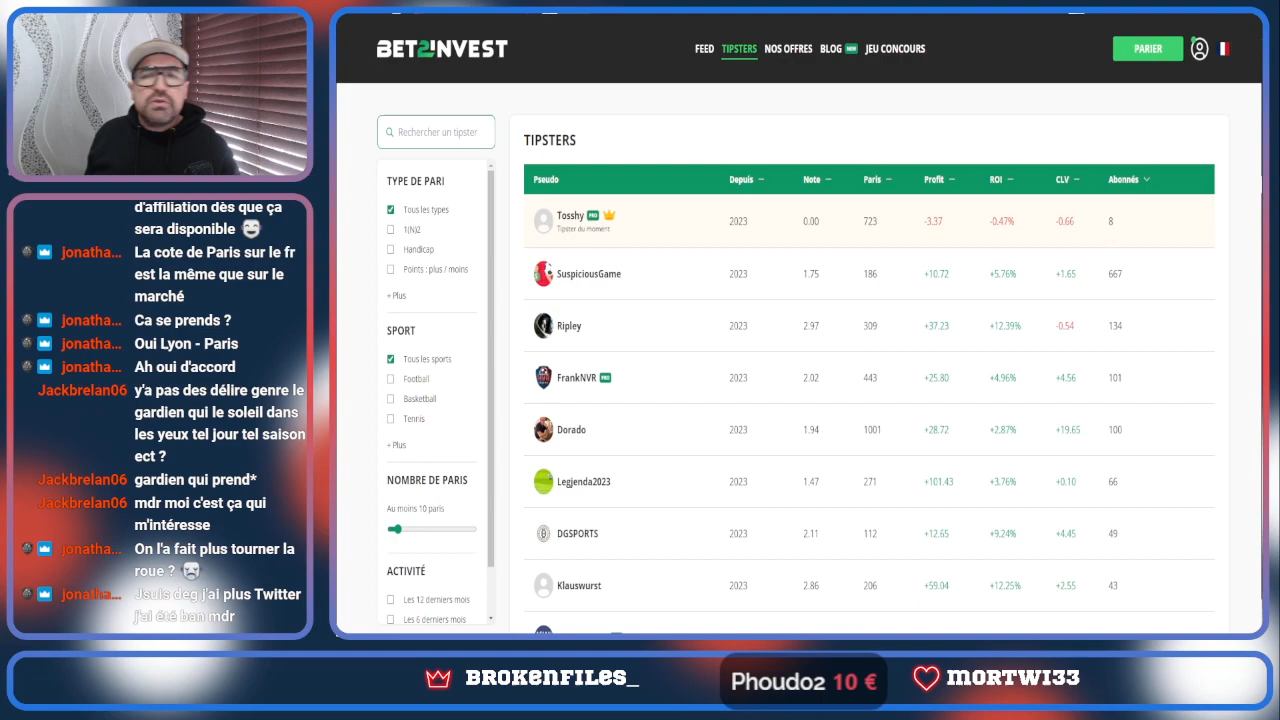 d'affiliation dès que ça
sera disponible
jonatha... La cote de Paris sur le fr
est la même que sur le
marché
jonatha... Ca se prends ?
jonatha... Oui Lyon - Paris
jonatha... Ah oui d'accord
Jackbrelan06 y'a pas des délire genre le
gardien qui le soleil dans
les yeux tel jour tel saison
ect ?
Jackbrelan06 gardien qui prend*
Jackbrelan06 mdr moi c'est ça qui
m'intéresse
jonatha... On l'a fait plus tourner la
roue ?
jonatha... Jsuis deg j'ai plus Twitter
j'ai été ban mdr
BET2INVEST
FEED TIPSTERS NOS OFFRES BLOG NEW JEU CONCOURS
PARIER
Rechercher un tipster
TYPE DE PARI
Tous les types
1(N)2
Handicap
Points : plus / moins
+ Plus
SPORT
Tous les sports
Football
Basketball
Tennis
+ Plus
NOMBRE DE PARIS
Au moins 10 paris
ACTIVITÉ
Les 12 derniers mois
Les 6 derniers mois
TIPSTERS
Pseudo Depuis Note Paris Profit ROI CLV Abonnés
Tosshy PRO 2023 0.00 723 -3.37 -0.47% -0.66 8
Tipster du moment
SuspiciousGame 2023 1.75 186 +10.72 +5.76% +1.65 667
Ripley 2023 2.97 309 +37.23 +12.39% -0.54 134
FrankNVR PRO 2023 2.02 443 +25.80 +4.96% +4.56 101
Dorado 2023 1.94 1001 +28.72 +2.87% +19.65 100
Legjenda2023 2023 1.47 271 +101.43 +3.76% +0.10 66
DGSPORTS 2023 2.11 112 +12.65 +9.24% +4.45 49
Klauswurst 2023 2.86 206 +59.04 +12.25% +2.55 43
BROKENFILES_
Phoudo2 10 €
MORTWI33